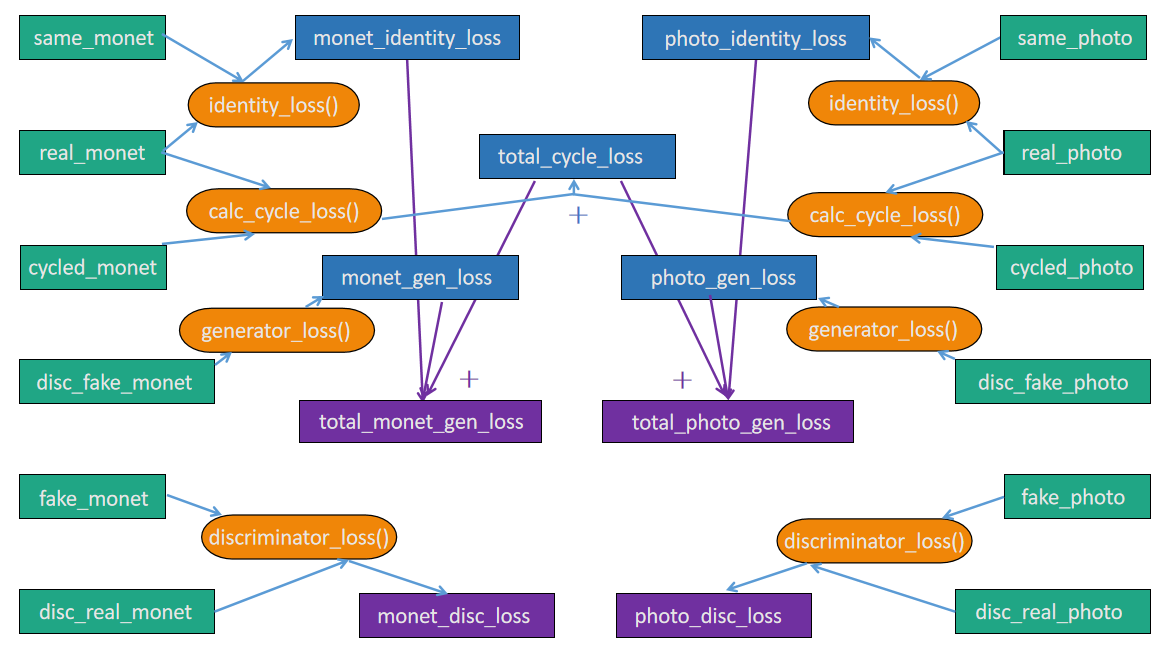 same_monet
monet_identity_loss
photo_identity_loss
same_photo
identity_loss()
identity_loss()
real_monet
total_cycle_loss
real_photo
calc_cycle_loss()
+
calc_cycle_loss()
cycled_monet
monet_gen_loss
photo_gen_loss
cycled_photo
generator_loss()
generator_loss()
disc_fake_monet
+
+
disc_fake_photo
total_monet_gen_loss
total_photo_gen_loss
fake_monet
fake_photo
discriminator_loss()
discriminator_loss()
disc_real_monet
monet_disc_loss
photo_disc_loss
disc_real_photo